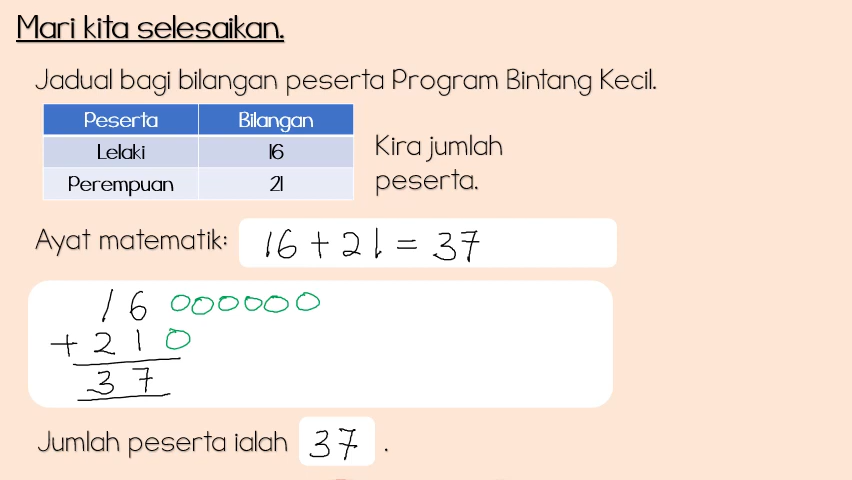 Mari kita selesaikan.
Jadual bagi bilangan peserta Program Bintang Kecil.
Peserta Bilangan
Lelaki 16
Perempuan 21
Kira jumlah
peserta.
Ayat matematik: 16 + 21 = 37
16
+ 21
37
Jumlah peserta ialah 37 .